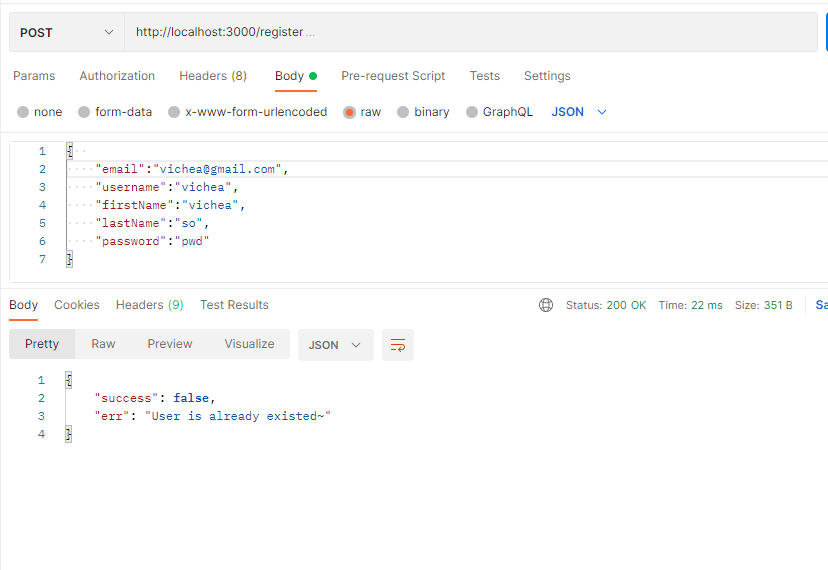 POST http://localhost:3000/register ...
Params Authorization Headers (8) Body Pre-request Script Tests Settings
none form-data x-www-form-urlencoded raw binary GraphQL JSON
1 {
2 "email":"vichea@gmail.com",
3 "username":"vichea",
4 "firstName":"vichea",
5 "lastName":"so",
6 "password":"pwd"
7 }
Body Cookies Headers (9) Test Results Status: 200 OK Time: 22 ms Size: 351 B Sa
Pretty Raw Preview Visualize JSON
1 {
2 "success": false,
3 "err": "User is already existed~"
4 }